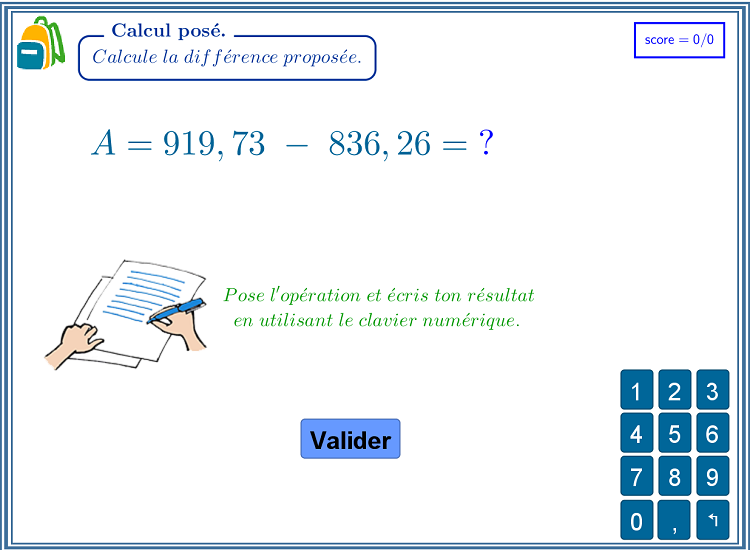 Calcul posé.
Calcule la différence proposée.
score = 0/0
A = 919, 73 − 836, 26 = ?
Pose l'opération et écris ton résultat
en utilisant le clavier numérique.
Valider
1 2 3
4 5 6
7 8 9
0 , ↰